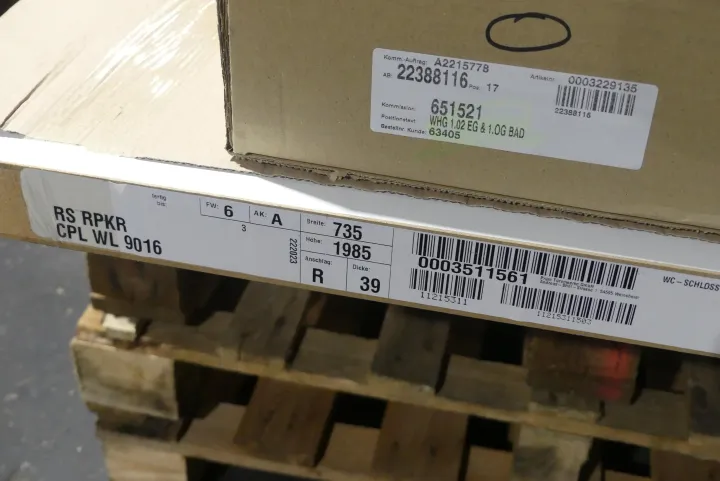 Komm.-Auftrag: A2215778
AB: 22388116 Pos. 17
Artikelnr: 0003229135
22388116
Kommission: 651521
Positionstext: WHG 1.02 EG & 1.OG BAD
Bestellnr. Kunde: 63405
RS RPKR
CPL WL 9016
FW: 6
AK: A
3
222023
Breite: 735
Höhe: 1985
Anschlag: R
Dicke: 39
0003511561
11215311
11215311503
WC-SCHLOSS